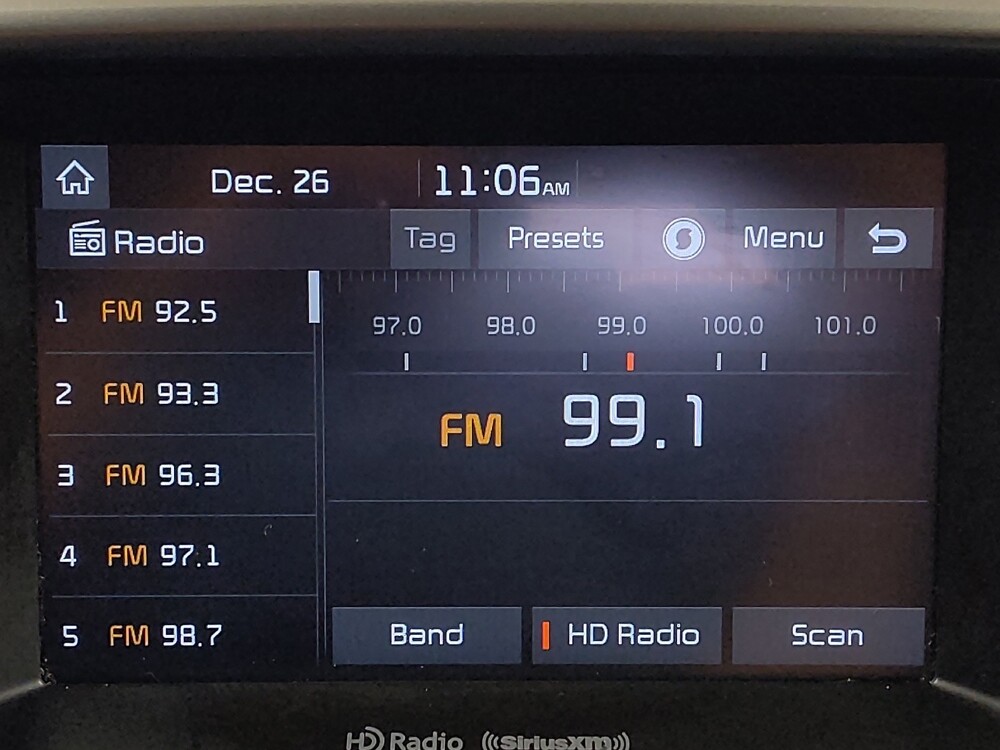 Dec. 26 11:06 AM
Radio Tag Presets Menu
1 FM 92.5
2 FM 93.3
3 FM 96.3
4 FM 97.1
5 FM 98.7
97.0 98.0 99.0 100.0 101.0
FM 99.1
Band HD Radio Scan
HD Radio ((SiriusXM))